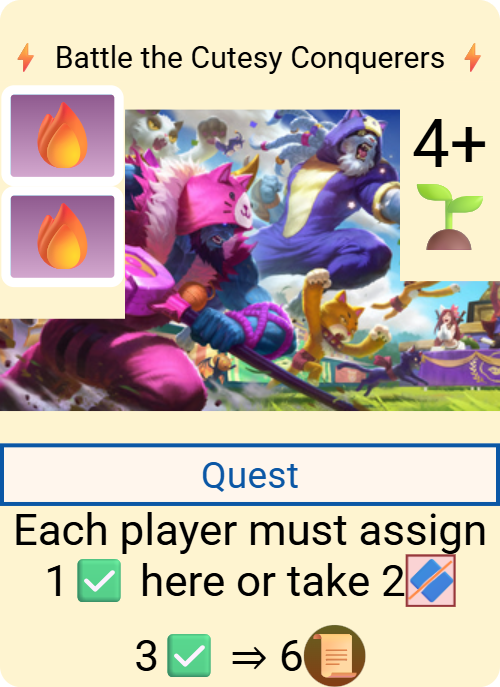 Battle the Cutesy Conquerers
4+
Quest
Each player must assign
1 ✅ here or take 2
3 ✅ ⇒ 6